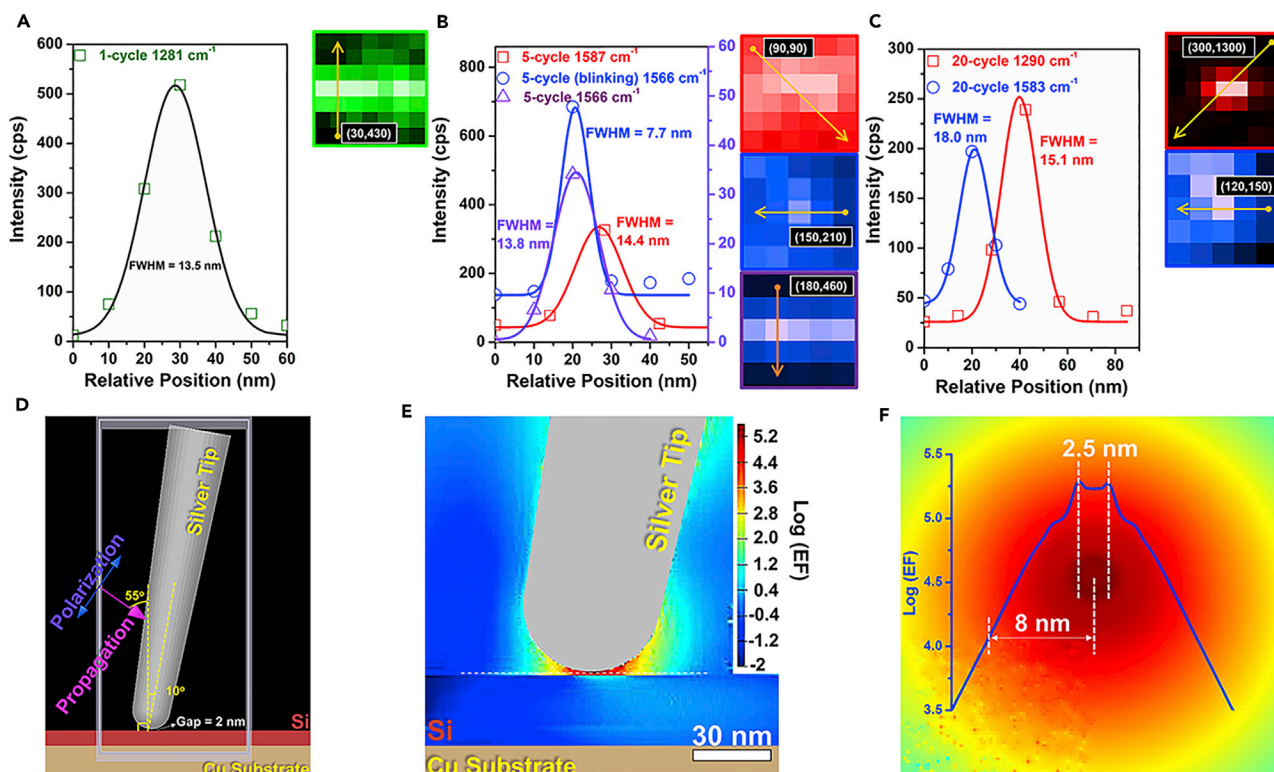 A
Intensity (cps)
600
500
400
300
200
100
0
1-cycle 1281 cm⁻¹
FWHM = 13.5 nm
0 10 20 30 40 50 60
Relative Position (nm)
(30,430)
B
Intensity (cps)
800
600
400
200
0
5-cycle 1587 cm⁻¹
5-cycle (blinking) 1566 cm⁻¹
5-cycle 1566 cm⁻¹
FWHM = 7.7 nm
FWHM =
13.8 nm
FWHM =
14.4 nm
60
50
40
30
20
10
0
0 10 20 30 40 50
Relative Position (nm)
(90,90)
(150,210)
(180,460)
C
Intensity (cps)
300
250
200
150
100
50
0
20-cycle 1290 cm⁻¹
20-cycle 1583 cm⁻¹
FWHM =
18.0 nm
FWHM =
15.1 nm
0 20 40 60 80
Relative Position (nm)
(300,1300)
(120,150)
D
Silver Tip
Polarization
55º
Propagation
10º
Gap = 2 nm
Si
Cu Substrate
E
Silver Tip
5.2
4.4
3.6
2.8
2.0
1.2
0.4
-0.4
-1.2
-2
Log (EF)
Si
30 nm
Cu Substrate
F
Log (EF)
5.5
5.0
4.5
4.0
3.5
2.5 nm
8 nm